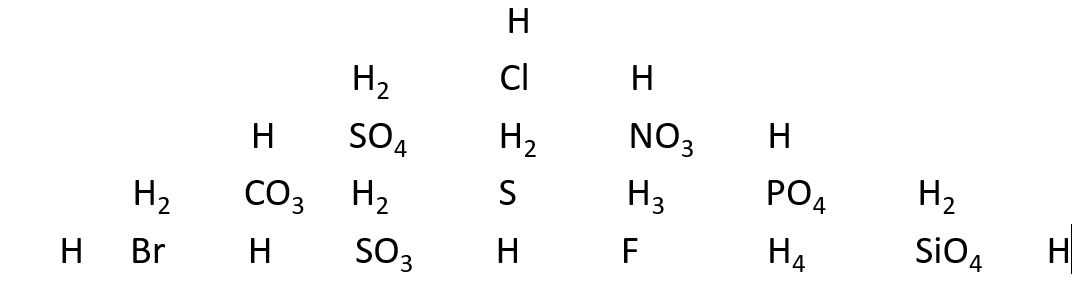 H
H₂ Cl H
H SO₄ H₂ NO₃ H
H₂ CO₃ H₂ S H₃ PO₄ H₂
H Br H SO₃ H F H₄ SiO₄ H